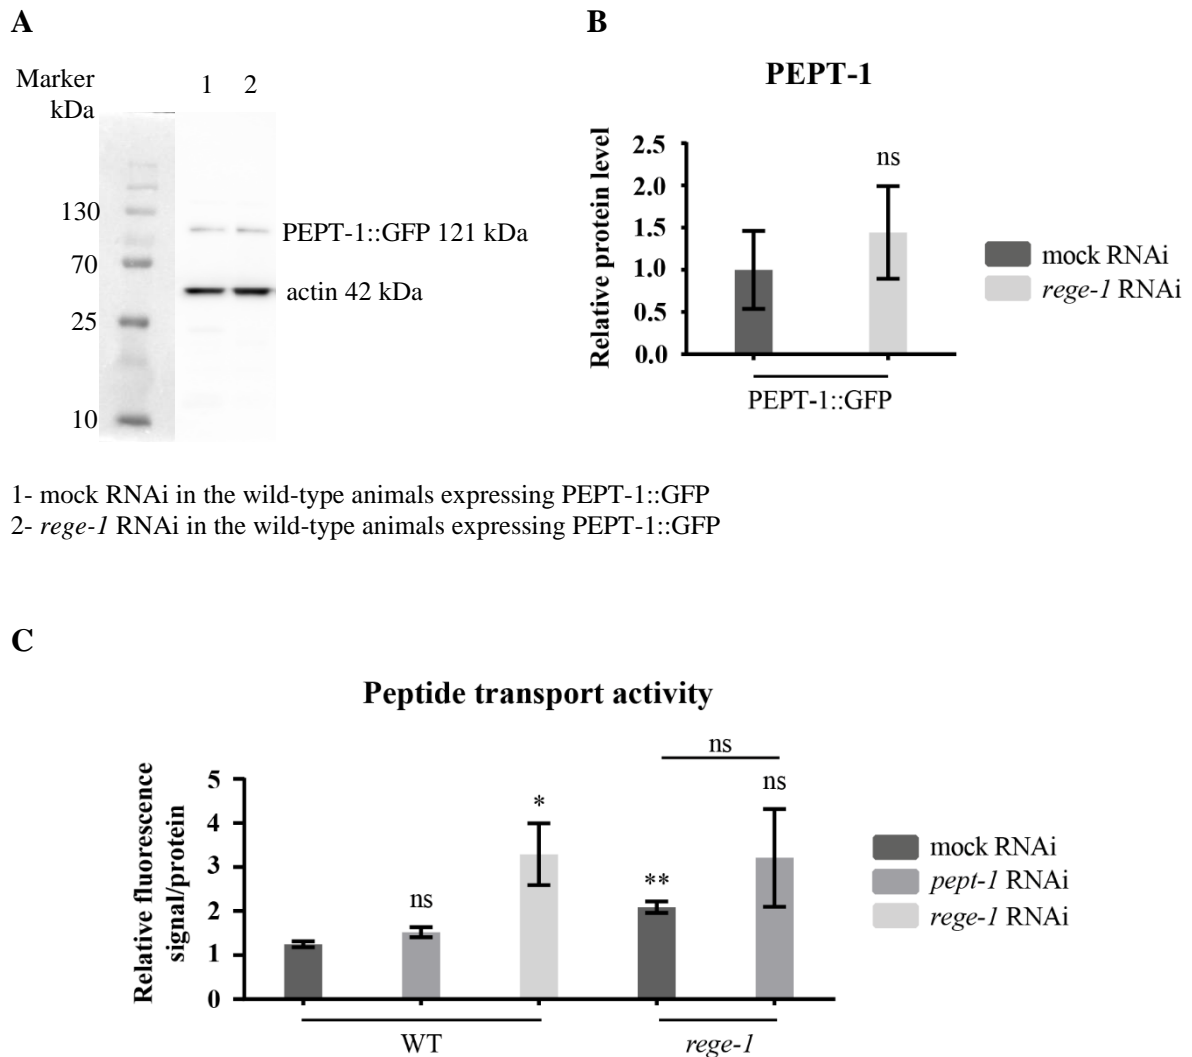 A
Marker
kDa
1 2
130
70
25
10
PEPT-1::GFP 121 kDa
actin 42 kDa
B
PEPT-1
Relative protein level
2.5
2.0
1.5
1.0
0.5
0.0
ns
PEPT-1::GFP
mock RNAi
rege-1 RNAi
1- mock RNAi in the wild-type animals expressing PEPT-1::GFP
2- rege-1 RNAi in the wild-type animals expressing PEPT-1::GFP
C
Peptide transport activity
Relative fluorescence
signal/protein
5
4
3
2
1
0
ns
*
**
ns
ns
WT
rege-1
mock RNAi
pept-1 RNAi
rege-1 RNAi